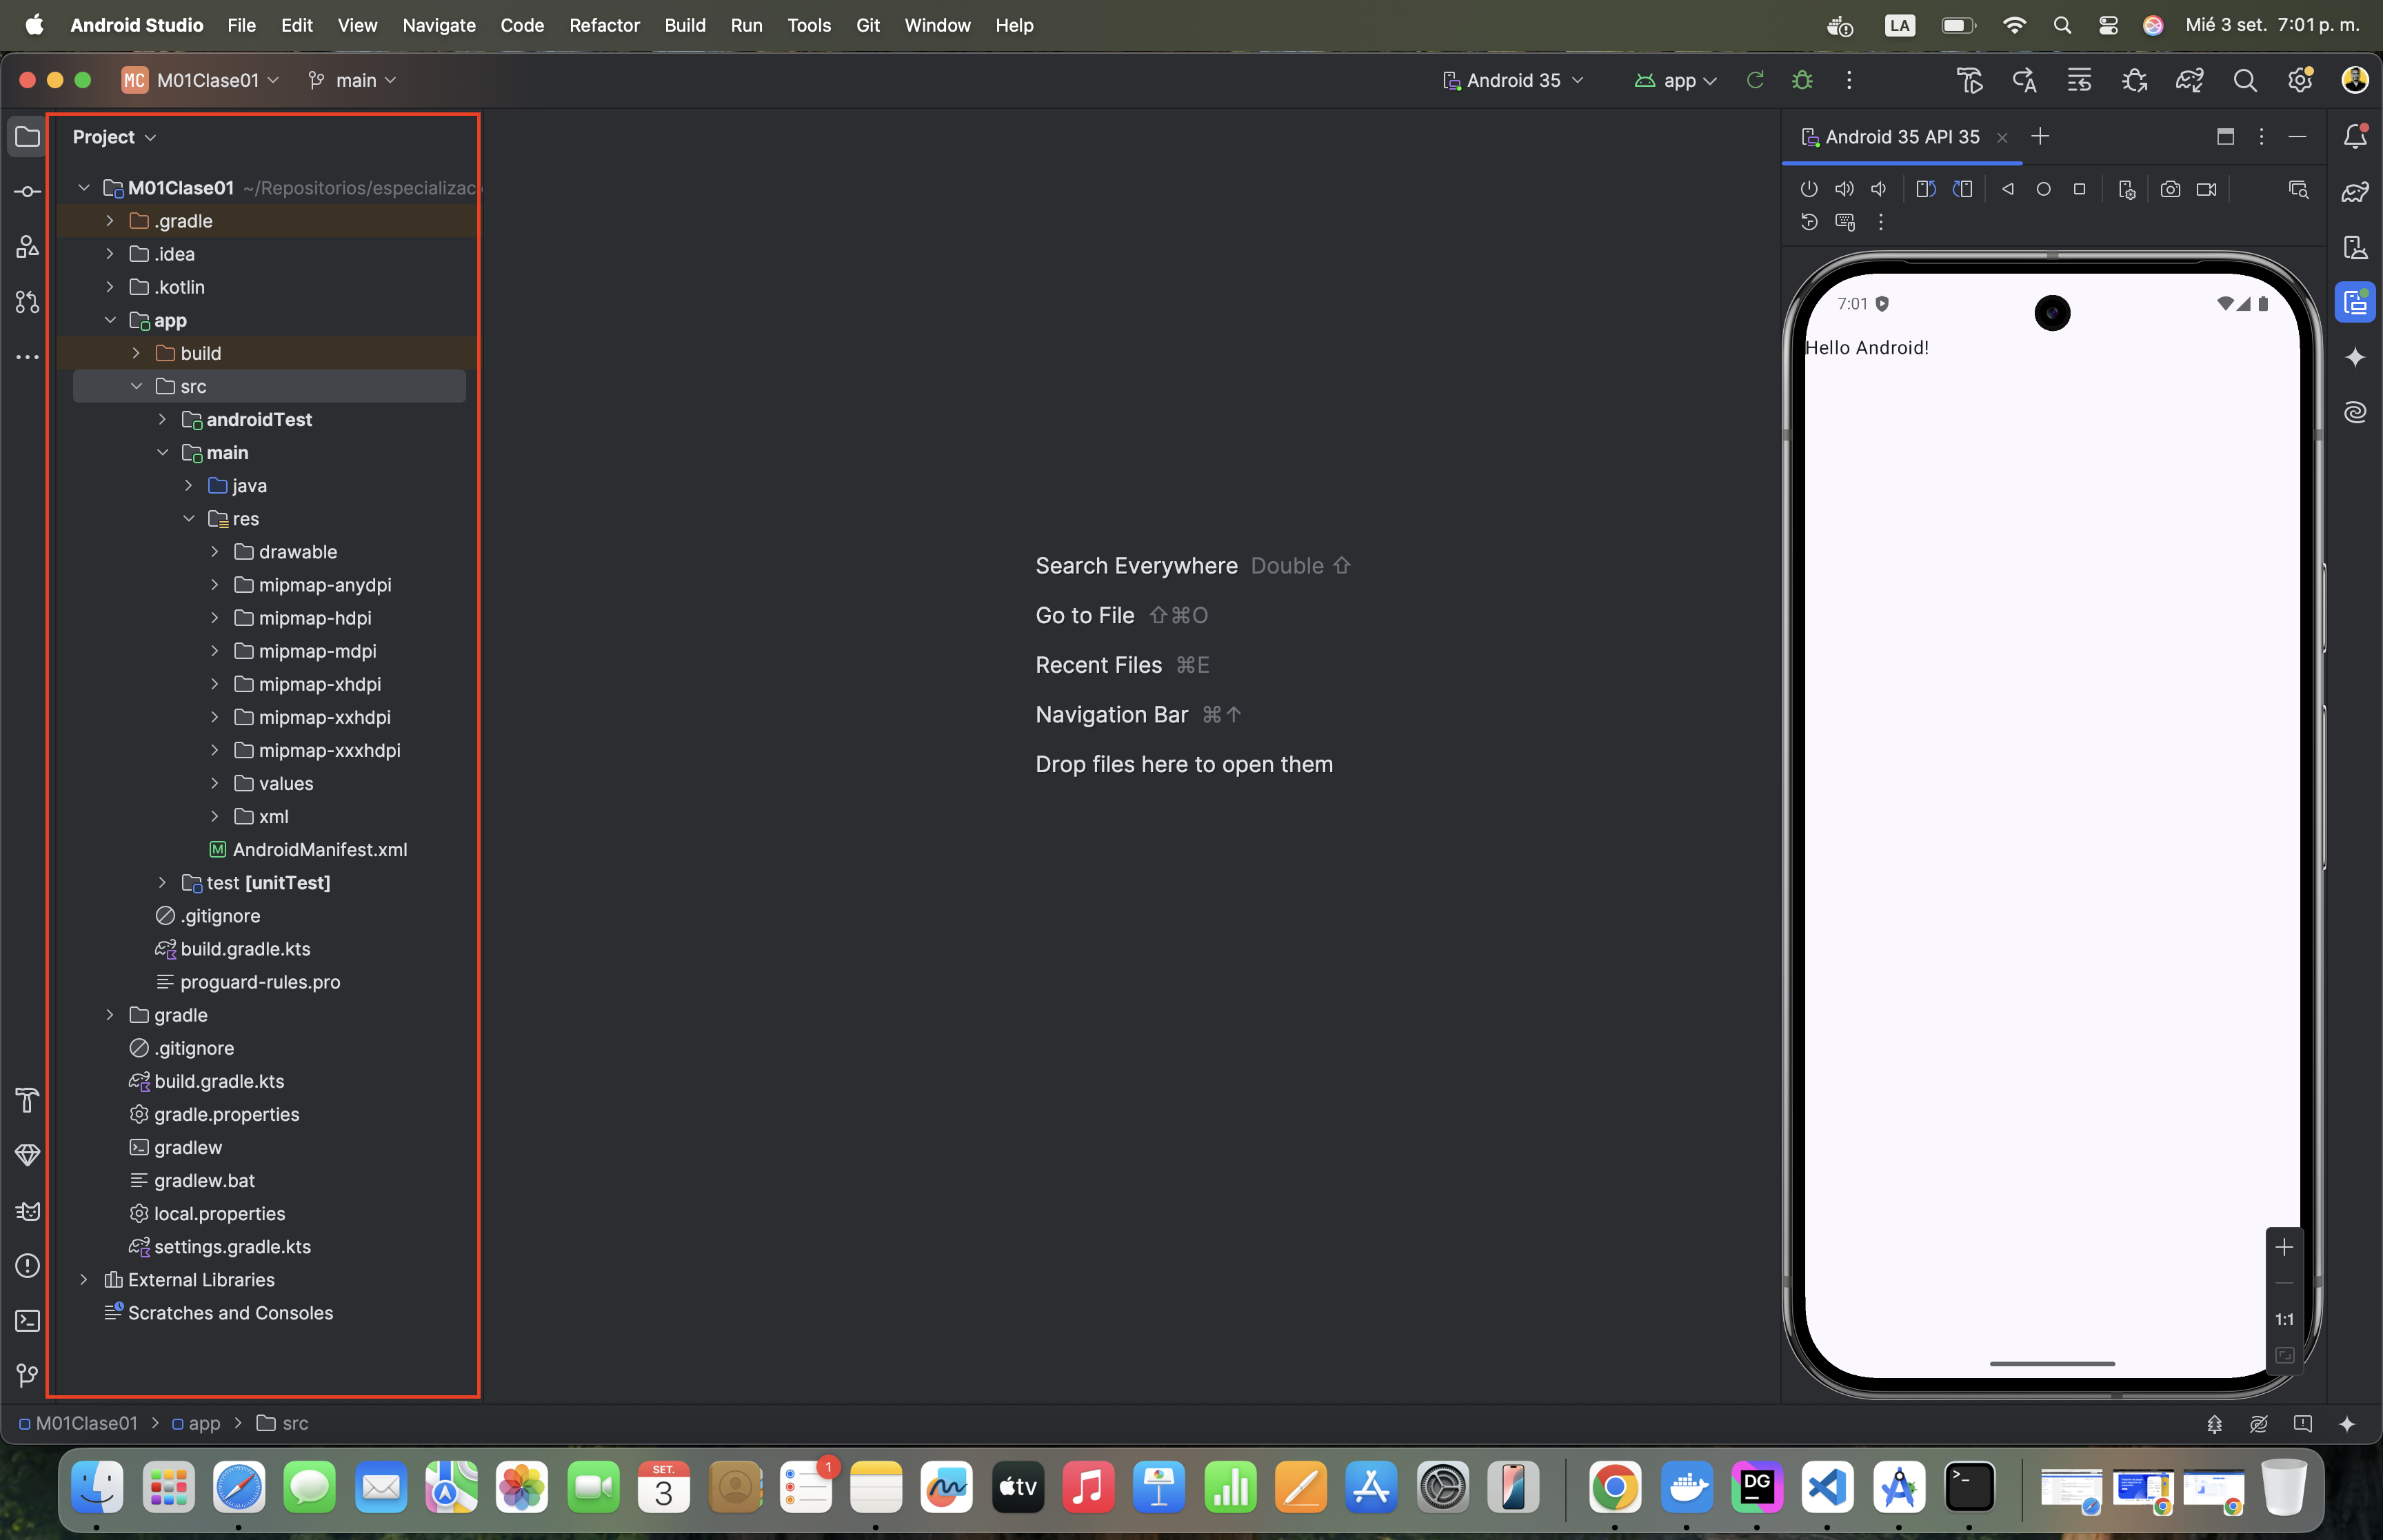 Android Studio File Edit View Navigate Code Refactor Build Run Tools Git Window Help LA Mié 3 set. 7:01 p. m.
MC M01Clase01 main Android 35 app
Project
Android 35 API 35
M01Clase01 ~/Repositorios/especializac
.gradle
.idea
.kotlin
app
build
src
androidTest
main
java
res
drawable
mipmap-anydpi
mipmap-hdpi
mipmap-mdpi
mipmap-xhdpi
mipmap-xxhdpi
mipmap-xxxhdpi
values
xml
AndroidManifest.xml
test [unitTest]
.gitignore
build.gradle.kts
proguard-rules.pro
gradle
.gitignore
build.gradle.kts
gradle.properties
gradlew
gradlew.bat
local.properties
settings.gradle.kts
External Libraries
Scratches and Consoles
Search Everywhere Double ⇧
Go to File ⇧⌘O
Recent Files ⌘E
Navigation Bar ⌘↑
Drop files here to open them
7:01
Hello Android!
1:1
M01Clase01 > app > src
SET.
3
1
tv
DG